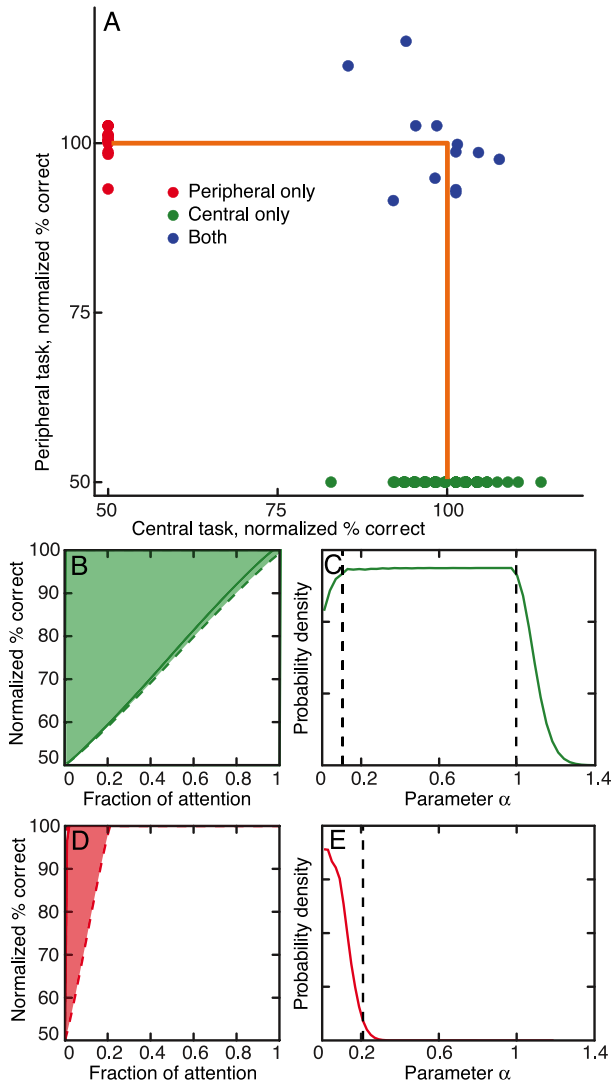 A
Peripheral task, normalized % correct
100
75
50
Peripheral only
Central only
Both
50 75 100
Central task, normalized % correct
B
Normalized % correct
100
90
80
70
60
50
0 0.2 0.4 0.6 0.8 1
Fraction of attention
C
Probability density
0 0.2 0.6 1 1.4
Parameter α
D
Normalized % correct
100
90
80
70
60
50
0 0.2 0.4 0.6 0.8 1
Fraction of attention
E
Probability density
0 0.2 0.6 1 1.4
Parameter α